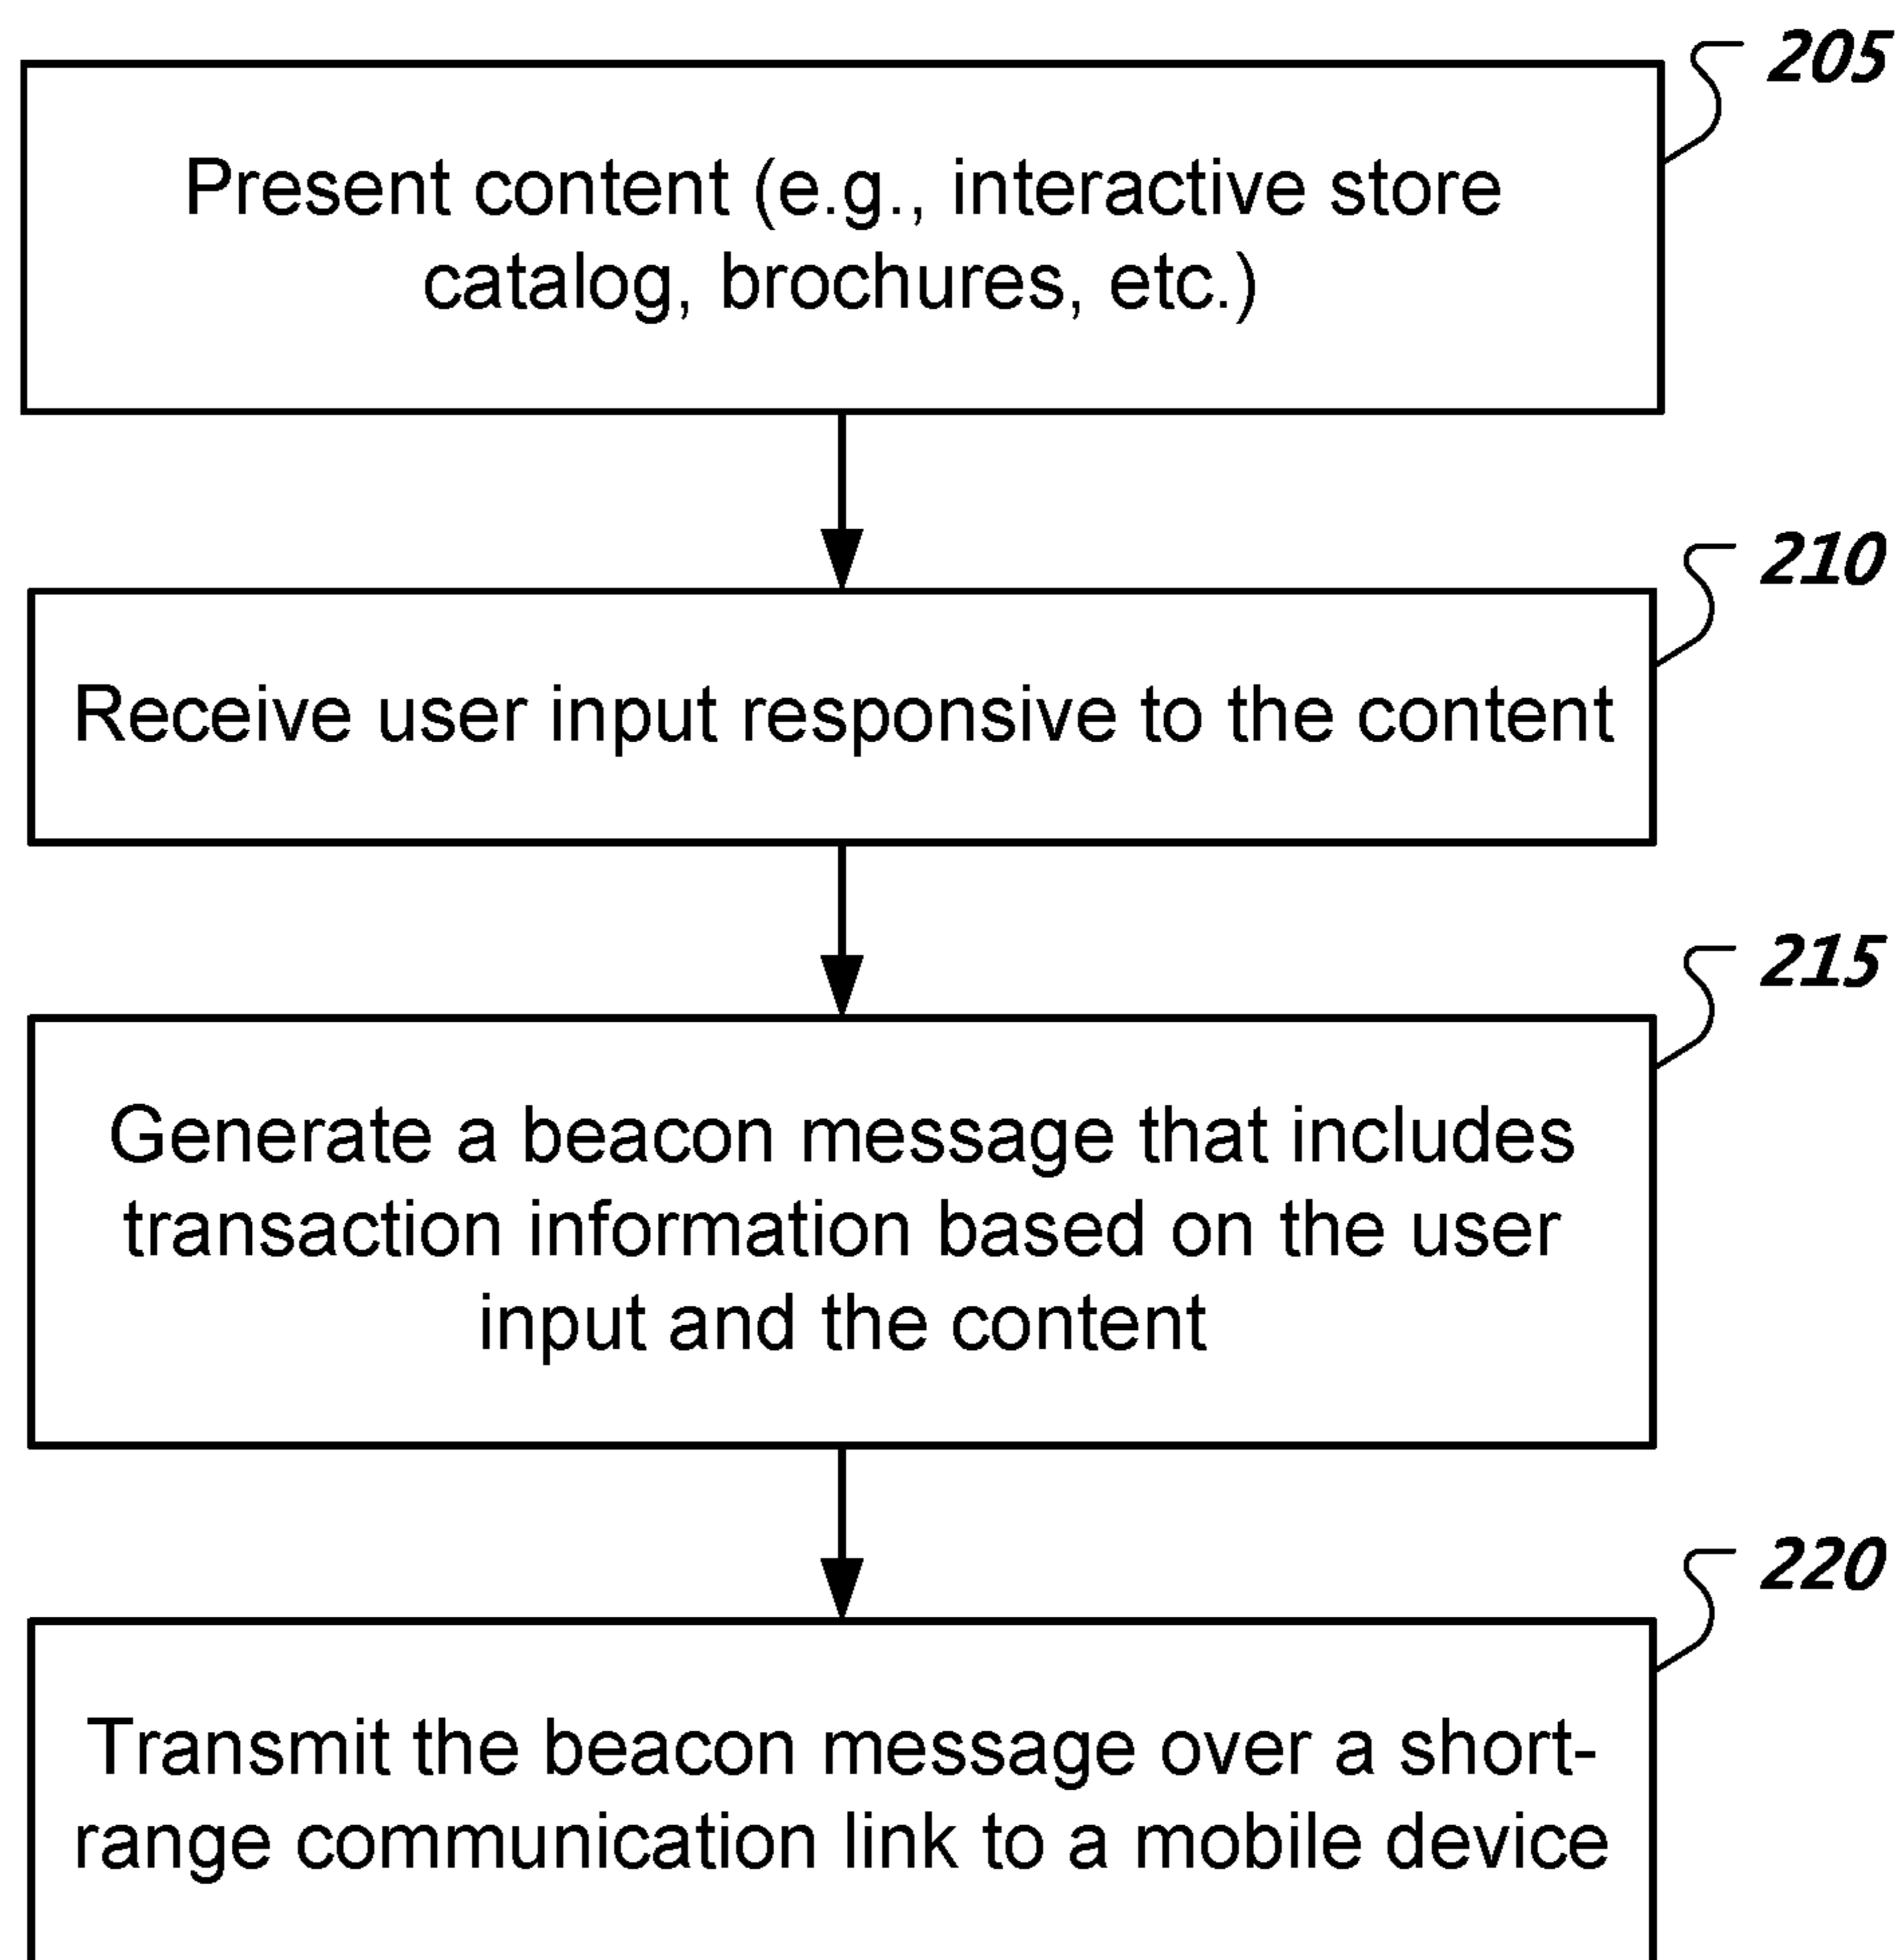 205
Present content (e.g., interactive store
catalog, brochures, etc.)
210
Receive user input responsive to the content
215
Generate a beacon message that includes
transaction information based on the user
input and the content
220
Transmit the beacon message over a short-
range communication link to a mobile device